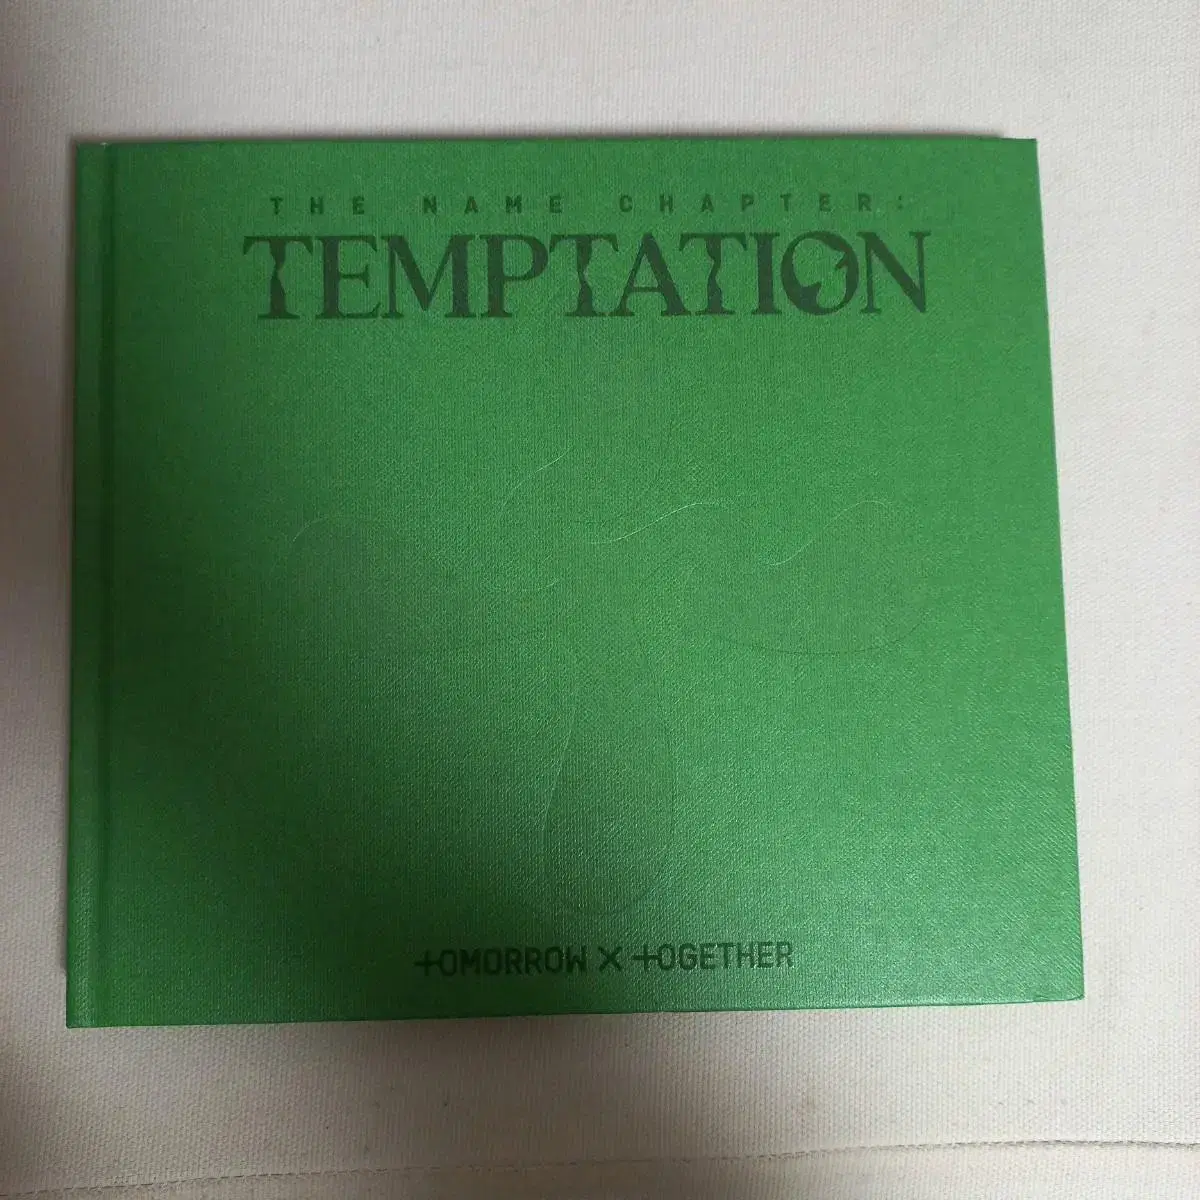 THE NAME CHAPTER:
TEMPTATION
TOMORROW X TOGETHER